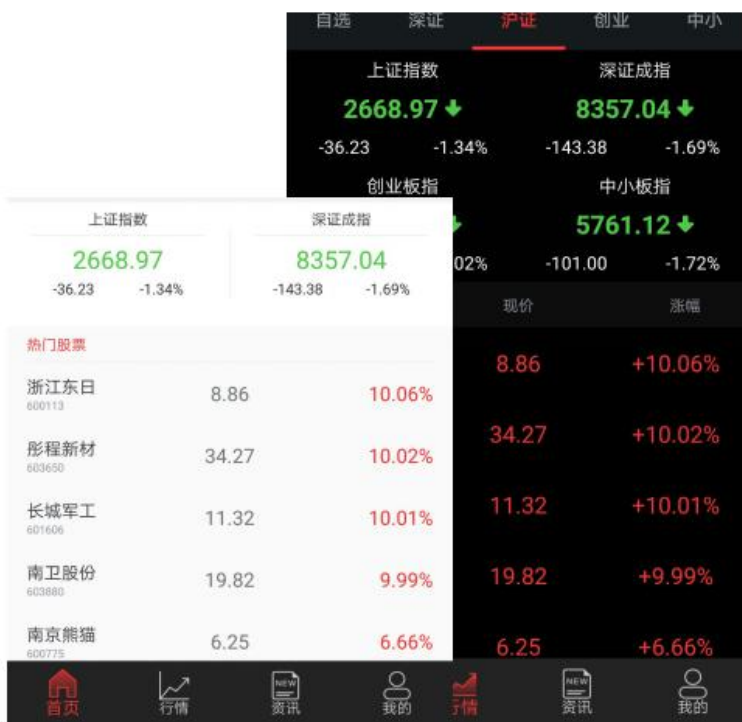 自选 深证 沪证 创业 中小
上证指数 深证成指
2668.97 8357.04
-36.23 -1.34% -143.38 -1.69%
创业板指 中小板指
5761.12
02% -101.00 -1.72%
现价 涨幅
8.86 +10.06%
34.27 +10.02%
11.32 +10.01%
19.82 +9.99%
6.25 +6.66%
行情 资讯 我的
上证指数 深证成指
2668.97 8357.04
-36.23 -1.34% -143.38 -1.69%
热门股票
浙江东日 8.86 10.06%
600113
彤程新材 34.27 10.02%
603650
长城军工 11.32 10.01%
601606
南卫股份 19.82 9.99%
603880
南京熊猫 6.25 6.66%
600775
NEW
首页 行情 资讯 我的
NEW